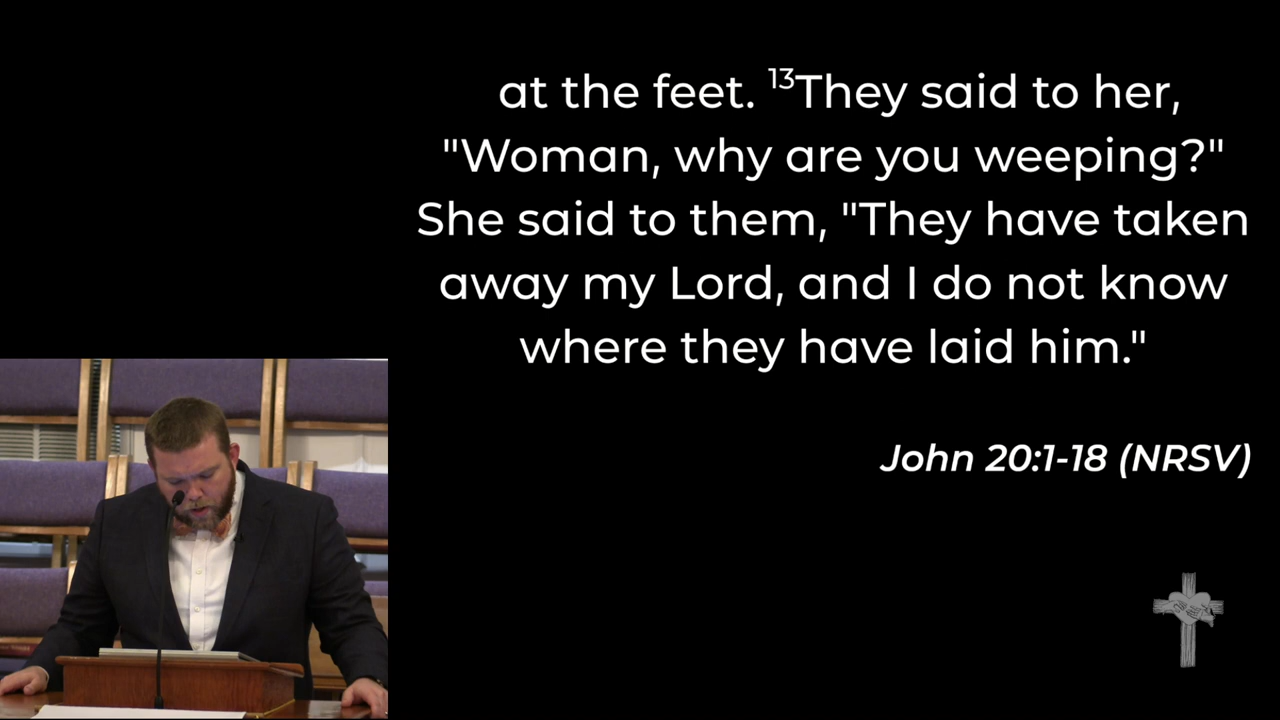 at the feet. ¹³They said to her,
"Woman, why are you weeping?"
She said to them, "They have taken
away my Lord, and I do not know
where they have laid him."
John 20:1-18 (NRSV)